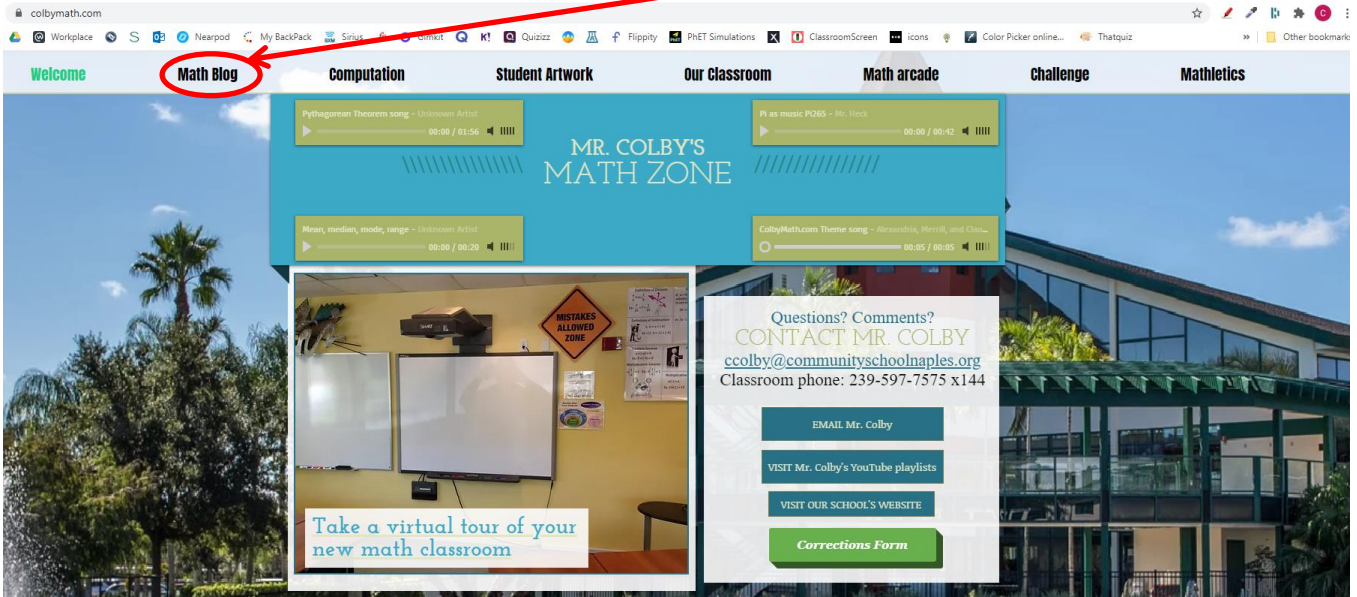 colbymath.com
Workplace S Nearpod My BackPack Sirius Gimkit Q K! Quizizz Flippity PhET Simulations X ClassroomScreen icons Color Picker online... Thatquiz » Other bookmarks
Welcome Math Blog Computation Student Artwork Our Classroom Math arcade Challenge Mathletics
Pythagorean Theorem song - Unknown Artist
00:00 / 01:56
Pi as music Pi265 - Mr. Heck
00:00 / 00:42
MR. COLBY'S
MATH ZONE
Mean, median, mode, range - Unknown Artist
00:00 / 00:20
ColbyMath.com Theme song - Alexandria, Merrill, and Clas...
00:05 / 00:05
MISTAKES
ALLOWED
ZONE
Take a virtual tour of your
new math classroom
Questions? Comments?
CONTACT MR. COLBY
ccolby@communityschoolnaples.org
Classroom phone: 239-597-7575 x144
EMAIL Mr. Colby
VISIT Mr. Colby's YouTube playlists
VISIT OUR SCHOOL'S WEBSITE
Corrections Form